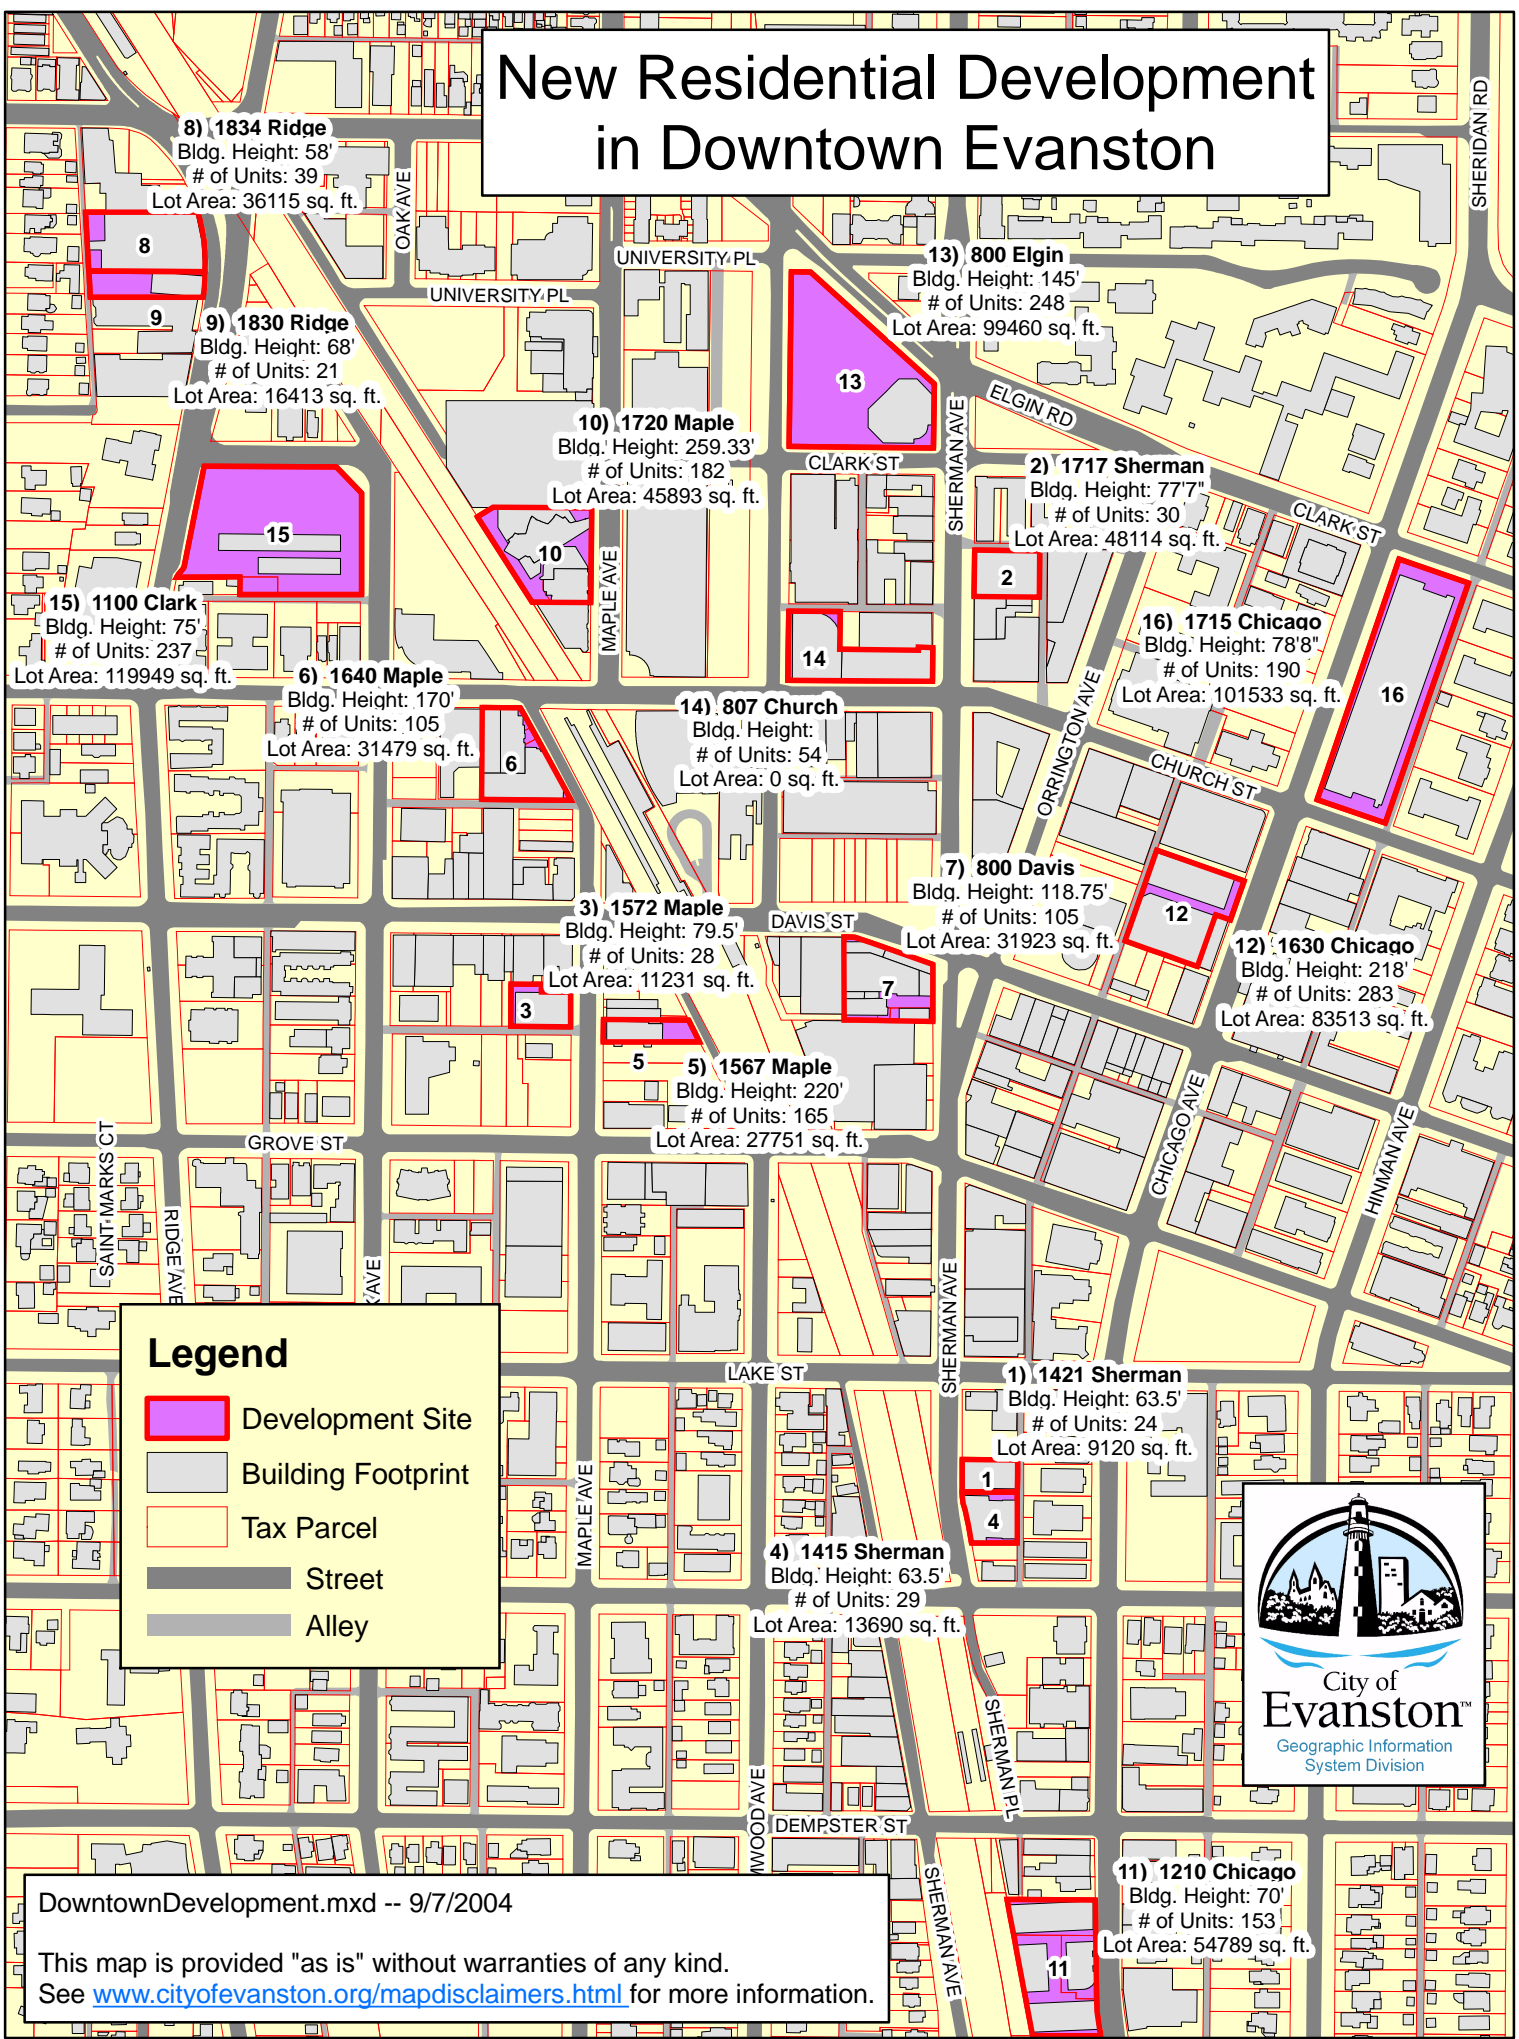 New Residential Development
in Downtown Evanston
SHERIDAN RD
8) 1834 Ridge
Bldg. Height: 58'
# of Units: 39
Lot Area: 36115 sq. ft.
OAK AVE
8
UNIVERSITY PL
UNIVERSITY PL
13) 800 Elgin
Bldg. Height: 145'
# of Units: 248
Lot Area: 99460 sq. ft.
9
9) 1830 Ridge
Bldg. Height: 68'
# of Units: 21
Lot Area: 16413 sq. ft.
13
ELGIN RD
SHERMAN AVE
10) 1720 Maple
Bldg. Height: 259.33'
# of Units: 182
Lot Area: 45893 sq. ft.
CLARK ST
2) 1717 Sherman
Bldg. Height: 77'7"
# of Units: 30
Lot Area: 48114 sq. ft.
CLARK ST
15
10
MAPLE AVE
2
15) 1100 Clark
Bldg. Height: 75'
# of Units: 237
Lot Area: 119949 sq. ft.
16) 1715 Chicago
Bldg. Height: 78'8"
# of Units: 190
Lot Area: 101533 sq. ft.
14
16
6) 1640 Maple
Bldg. Height: 170'
# of Units: 105
Lot Area: 31479 sq. ft.
14) 807 Church
Bldg. Height:
# of Units: 54
Lot Area: 0 sq. ft.
ORRINGTON AVE
6
CHURCH ST
7) 800 Davis
Bldg. Height: 118.75'
# of Units: 105
Lot Area: 31923 sq. ft.
3) 1572 Maple
Bldg. Height: 79.5'
# of Units: 28
Lot Area: 11231 sq. ft.
DAVIS ST
12
12) 1630 Chicago
Bldg. Height: 218'
# of Units: 283
Lot Area: 83513 sq. ft.
7
3
5
5) 1567 Maple
Bldg. Height: 220'
# of Units: 165
Lot Area: 27751 sq. ft.
GROVE ST
SAINT MARKS CT
CHICAGO AVE
HINMAN AVE
RIDGE AVE
K AVE
SHERMAN AVE
Legend
Development Site
Building Footprint
Tax Parcel
Street
Alley
LAKE ST
1) 1421 Sherman
Bldg. Height: 63.5'
# of Units: 24
Lot Area: 9120 sq. ft.
1
4
MAPLE AVE
4) 1415 Sherman
Bldg. Height: 63.5'
# of Units: 29
Lot Area: 13690 sq. ft.
City of
Evanston™
Geographic Information
System Division
SHERMAN PL
MWOOD AVE
DEMPSTER ST
SHERMAN AVE
11) 1210 Chicago
Bldg. Height: 70'
# of Units: 153
Lot Area: 54789 sq. ft.
11
DowntownDevelopment.mxd -- 9/7/2004
This map is provided "as is" without warranties of any kind.
See www.cityofevanston.org/mapdisclaimers.html for more information.